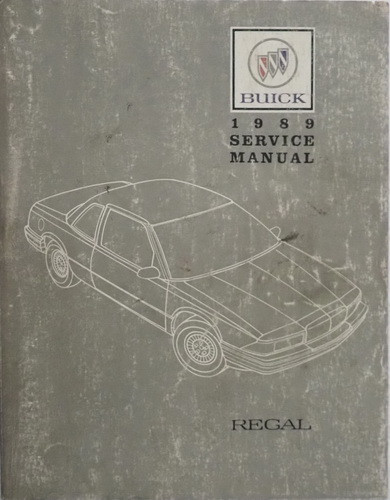 BUICK
1989
SERVICE
MANUAL
REGAL